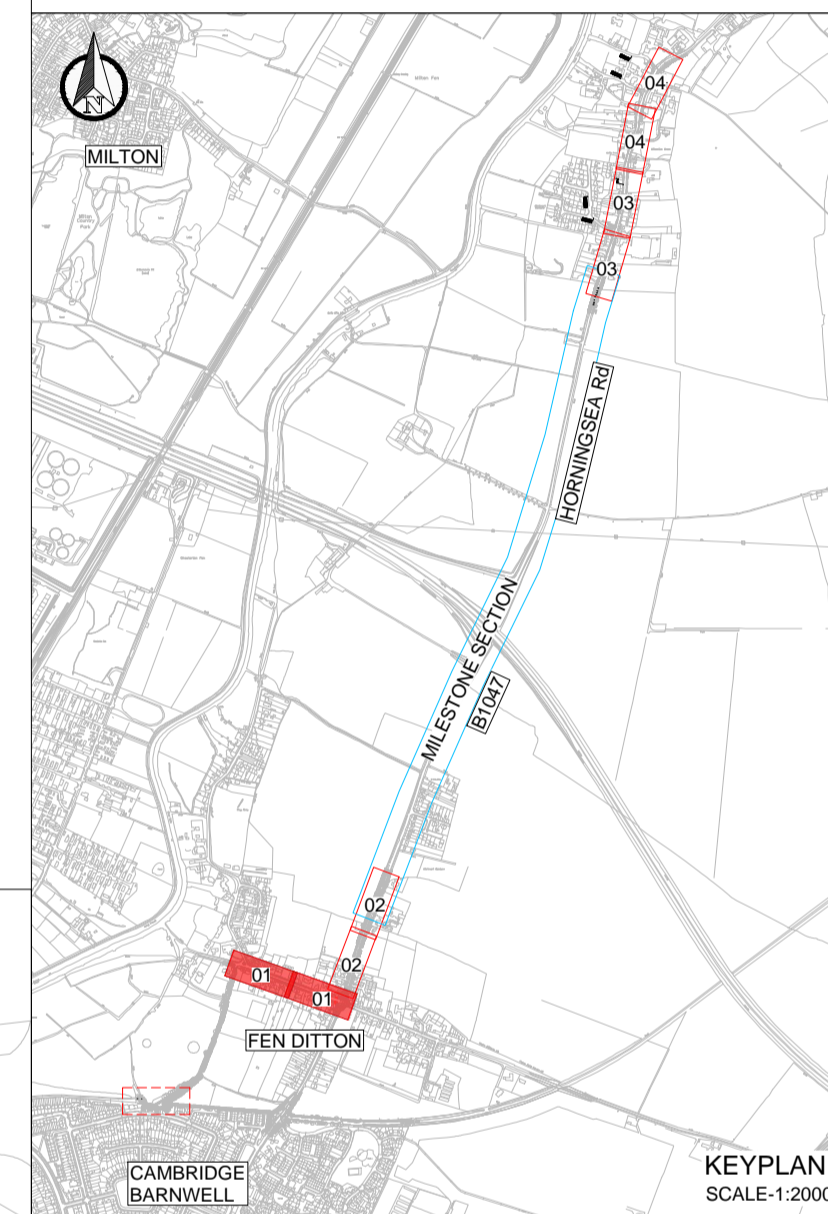 N
MILTON
04
04
03
03
HORNINGSEA Rd
MILESTONE SECTION
B1047
02
02
01
01
FEN DITTON
CAMBRIDGE
BARNWELL
KEYPLAN
SCALE-1:2000